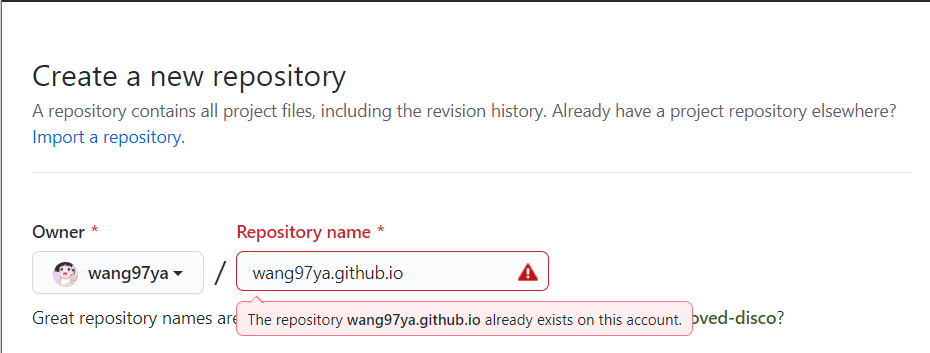 Create a new repository
A repository contains all project files, including the revision history. Already have a project repository elsewhere?
Import a repository.
Owner *
Repository name *
wang97ya
/
wang97ya.github.io
The repository wang97ya.github.io already exists on this account.
Great repository names are oved-disco?